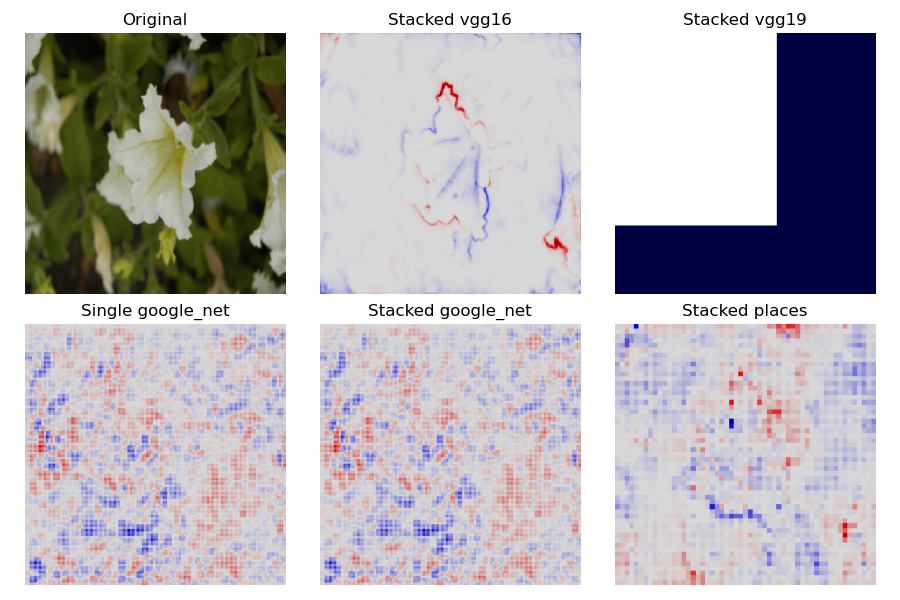 Original
Stacked vgg16
Stacked vgg19
Single google_net
Stacked google_net
Stacked places